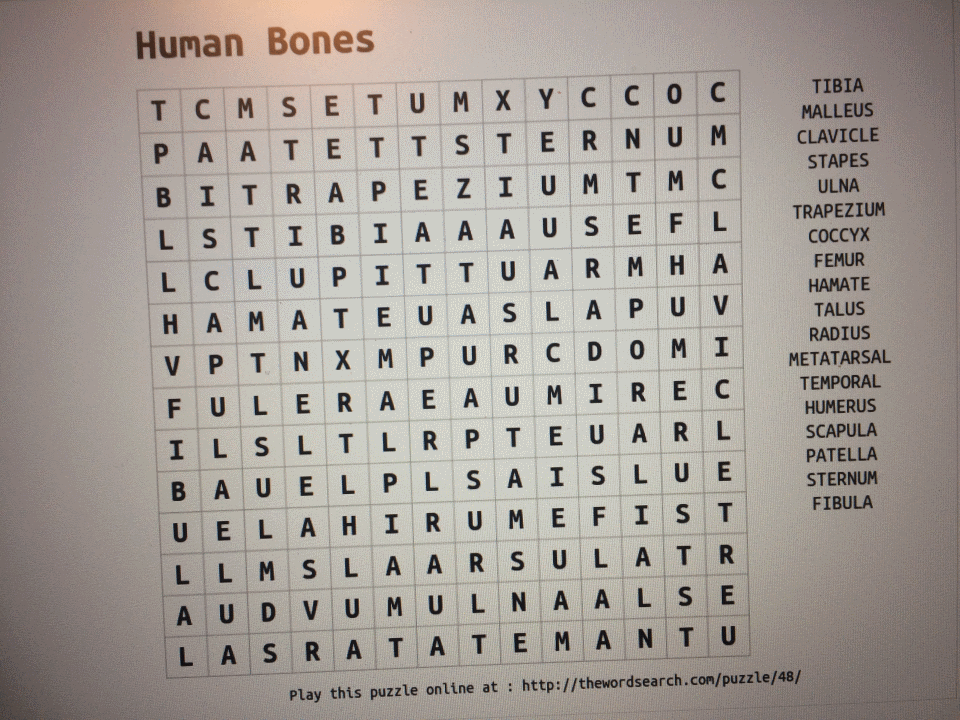 Human Bones
T C M S E T U M X Y C C O C
P A A T E T T S T E R N U M
B I T R A P E Z I U M T M C
L S T I B I A A A U S E F L
L C L U P I T T U A R M H A
H A M A T E U A S L A P U V
V P T N X M P U R C D O M I
F U L E R A E A U M I R E C
I L S L T L R P T E U A R L
B A U E L P L S A I S L U E
U E L A H I R U M E F I S T
L L M S L A A R S U L A T R
A U D V U M U L N A A L S E
L A S R A T A T E M A N T U
TIBIA
MALLEUS
CLAVICLE
STAPES
ULNA
TRAPEZIUM
COCCYX
FEMUR
HAMATE
TALUS
RADIUS
METATARSAL
TEMPORAL
HUMERUS
SCAPULA
PATELLA
STERNUM
FIBULA
Play this puzzle online at : http://thewordsearch.com/puzzle/48/